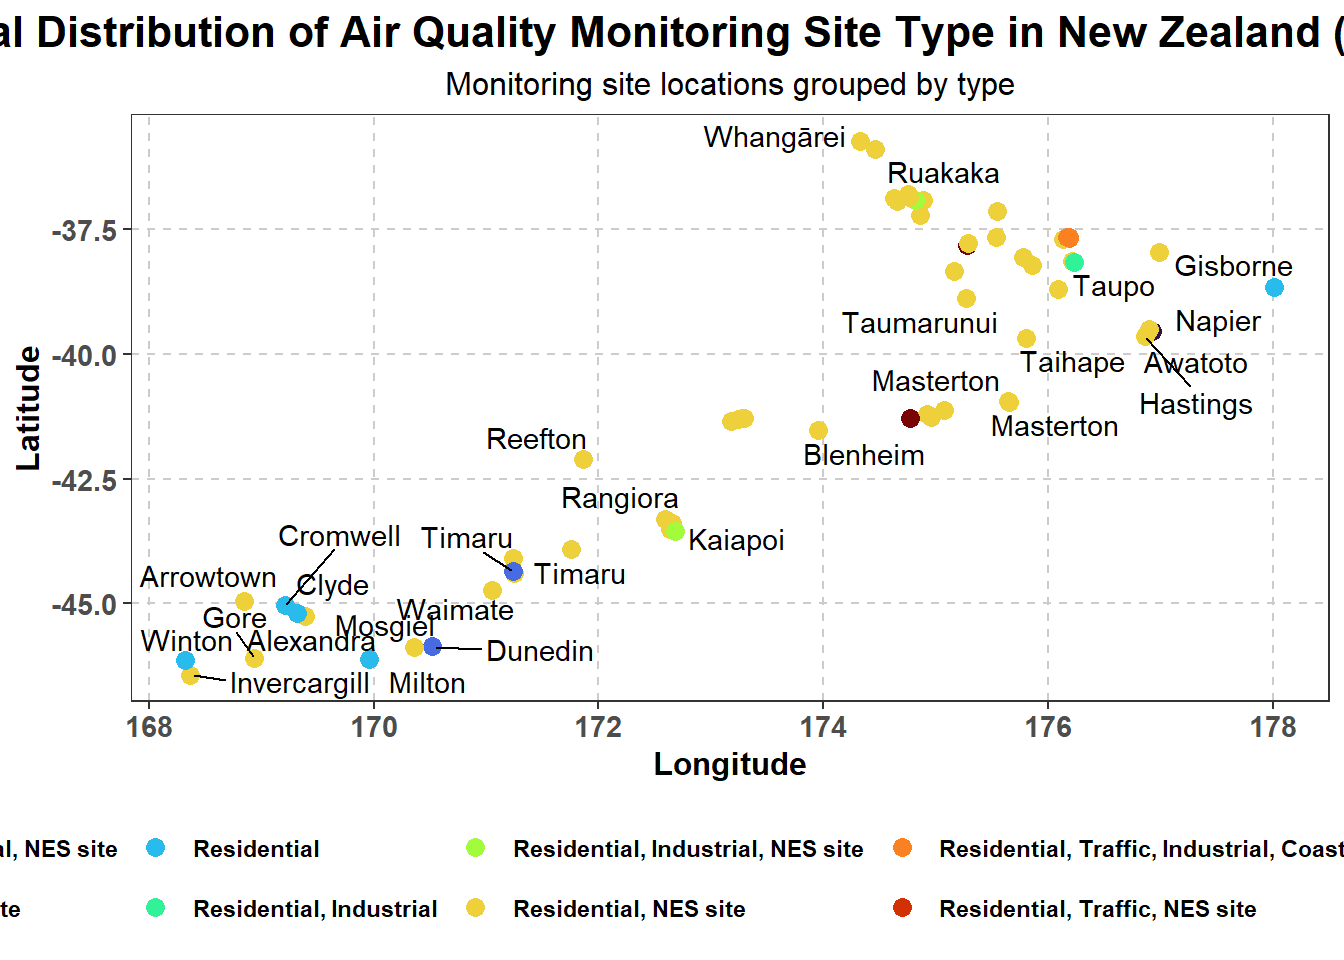 al Distribution of Air Quality Monitoring Site Type in New Zealand (
Monitoring site locations grouped by type
Whangārei
Ruakaka
-37.5
Gisborne
Taupo
Taumarunui
Napier
-40.0
Taihape
Awatoto
Masterton
Hastings
Masterton
Reefton
Blenheim
-42.5
Rangiora
Cromwell
Timaru
Kaiapoi
Arrowtown
Clyde
Timaru
-45.0
Gore
Waimate
Mosgiel
Winton
Alexandra
Dunedin
Invercargill
Milton
Latitude
168
170
172
174
176
178
Longitude
al, NES site
Residential
Residential, Industrial, NES site
Residential, Traffic, Industrial, Coast
te
Residential, Industrial
Residential, NES site
Residential, Traffic, NES site